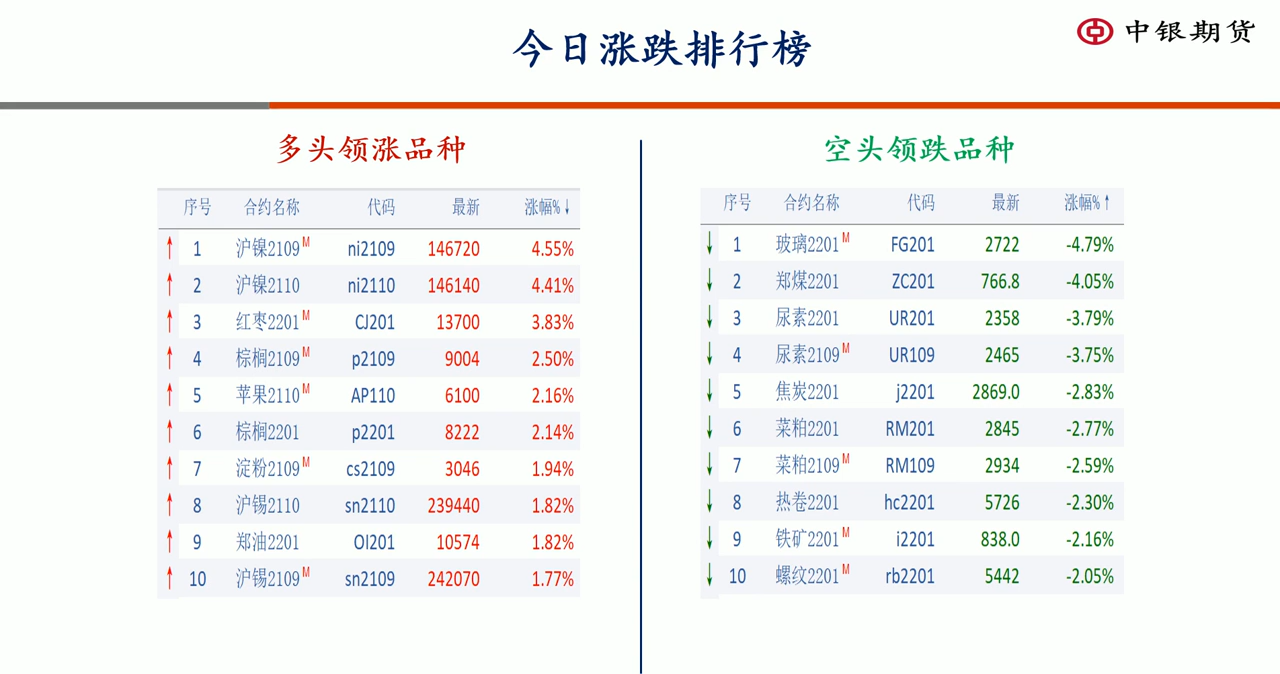 今日涨跌排行榜
中银期货
多头领涨品种
序号 合约名称 代码 最新 涨幅%↓
↑ 1 沪镍2109M ni2109 146720 4.55%
↑ 2 沪镍2110 ni2110 146140 4.41%
↑ 3 红枣2201M CJ201 13700 3.83%
↑ 4 棕榈2109M p2109 9004 2.50%
↑ 5 苹果2110M AP110 6100 2.16%
↑ 6 棕榈2201 p2201 8222 2.14%
↑ 7 淀粉2109M cs2109 3046 1.94%
↑ 8 沪锡2110 sn2110 239440 1.82%
↑ 9 郑油2201 OI201 10574 1.82%
↑ 10 沪锡2109M sn2109 242070 1.77%
空头领跌品种
序号 合约名称 代码 最新 涨幅%↑
↓ 1 玻璃2201M FG201 2722 -4.79%
↓ 2 郑煤2201 ZC201 766.8 -4.05%
↓ 3 尿素2201 UR201 2358 -3.79%
↓ 4 尿素2109M UR109 2465 -3.75%
↓ 5 焦炭2201 j2201 2869.0 -2.83%
↓ 6 菜粕2201 RM201 2845 -2.77%
↓ 7 菜粕2109M RM109 2934 -2.59%
↓ 8 热卷2201 hc2201 5726 -2.30%
↓ 9 铁矿2201M i2201 838.0 -2.16%
↓ 10 螺纹2201M rb2201 5442 -2.05%